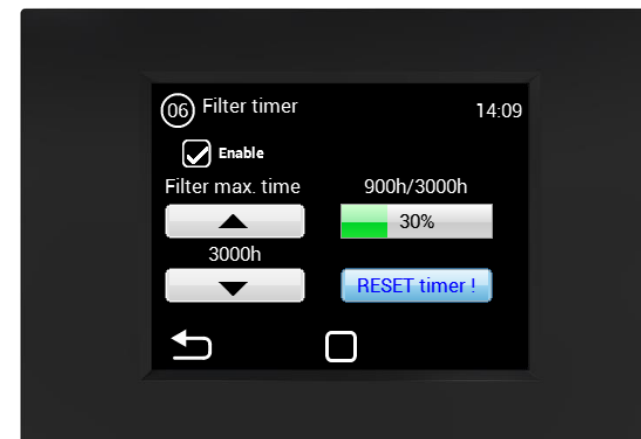 06 Filter timer
14:09
Enable
Filter max. time
900h/3000h
30%
3000h
RESET timer !